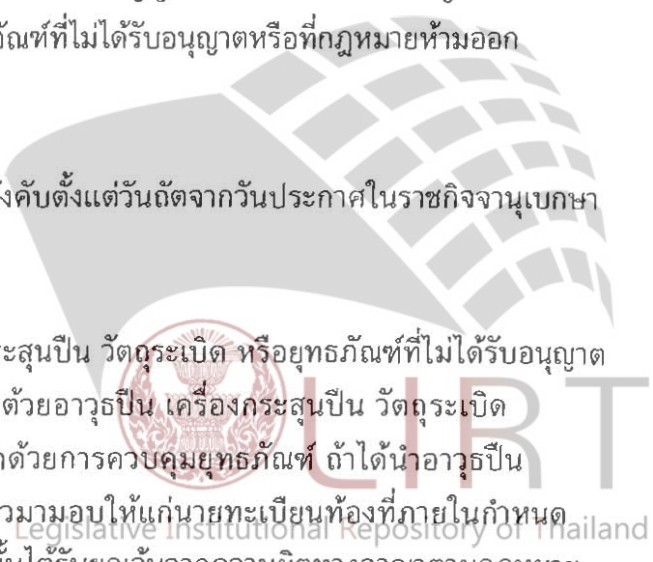 ภัณฑ์ที่ไม่ได้รับอนุญาตหรือที่กฎหมายห้ามออก
บังคับตั้งแต่วันถัดจากวันประกาศในราชกิจจานุเบกษา
กระสุนปืน วัตถุระเบิด หรือยุทธภัณฑ์ที่ไม่ได้รับอนุญาต
ด้วยอาวุธปืน เครื่องกระสุนปืน วัตถุระเบิด
ด้วยการควบคุมยุทธภัณฑ์ ถ้าได้นำอาวุธปืน
มามอบให้แก่นายทะเบียนท้องที่ภายในกำหนด
LIRT
Legislative Institutional Repository of Thailand